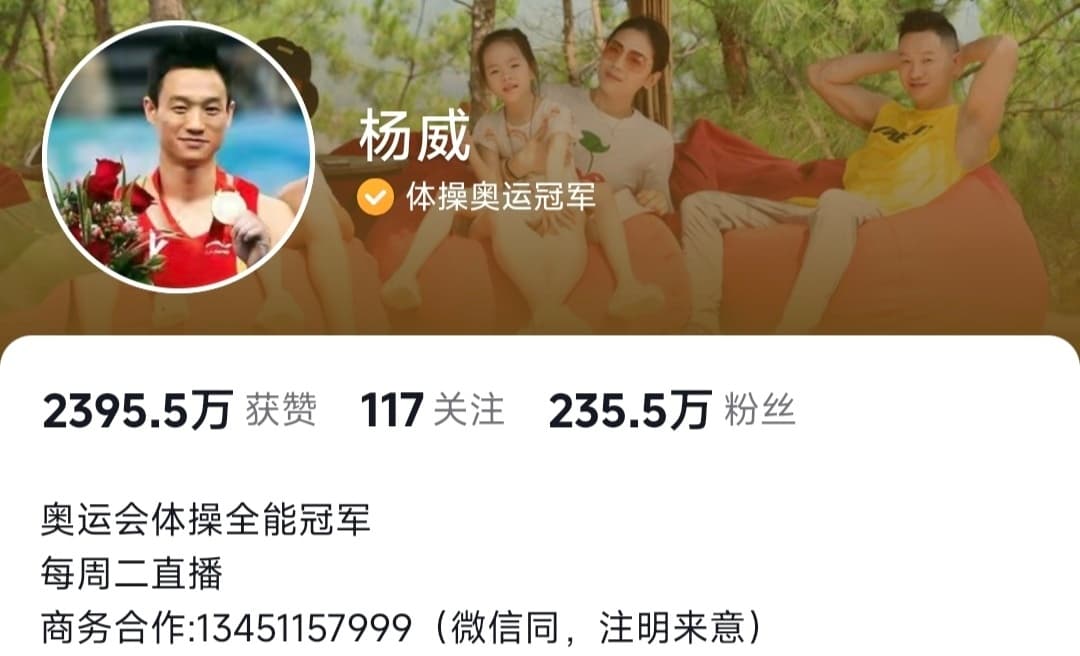 杨威
体操奥运冠军
2395.5万 获赞 117 关注 235.5万 粉丝
奥运会体操全能冠军
每周二直播
商务合作:13451157999（微信同，注明来意）